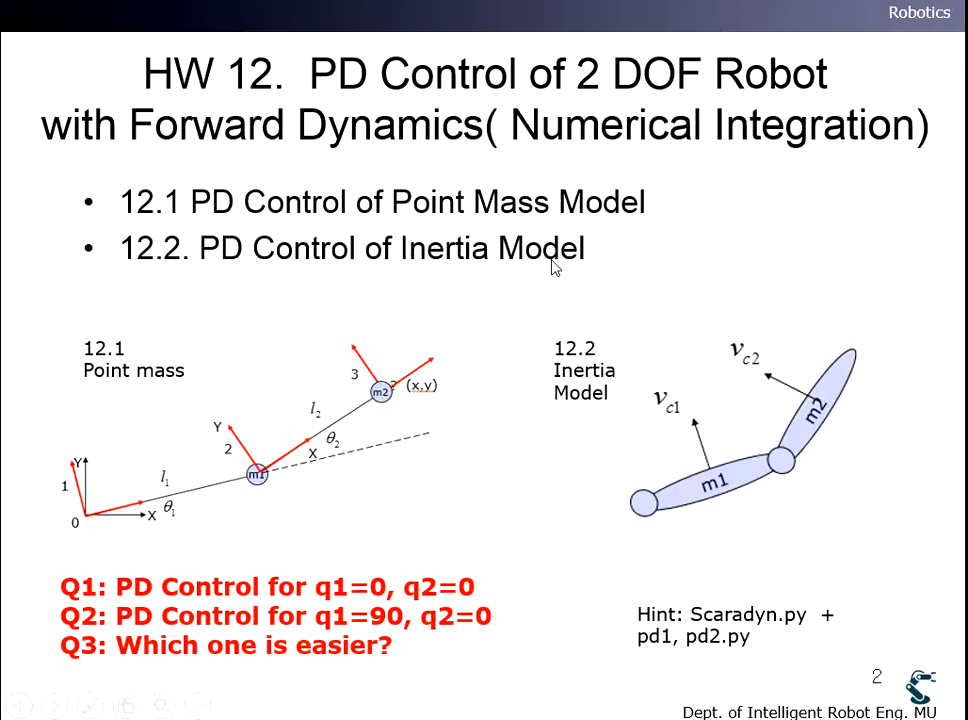 Robotics
HW 12. PD Control of 2 DOF Robot
with Forward Dynamics( Numerical Integration)
• 12.1 PD Control of Point Mass Model
• 12.2. PD Control of Inertia Model
12.1
Point mass
3
m2
(x,y)
l2
Y
2
θ2
X
m1
Y
1
l1
θ1
X
0
12.2
Inertia
Model
vc2
vc1
m2
m1
Q1: PD Control for q1=0, q2=0
Q2: PD Control for q1=90, q2=0
Q3: Which one is easier?
Hint: Scaradyn.py +
pd1, pd2.py
2
Dept. of Intelligent Robot Eng. MU